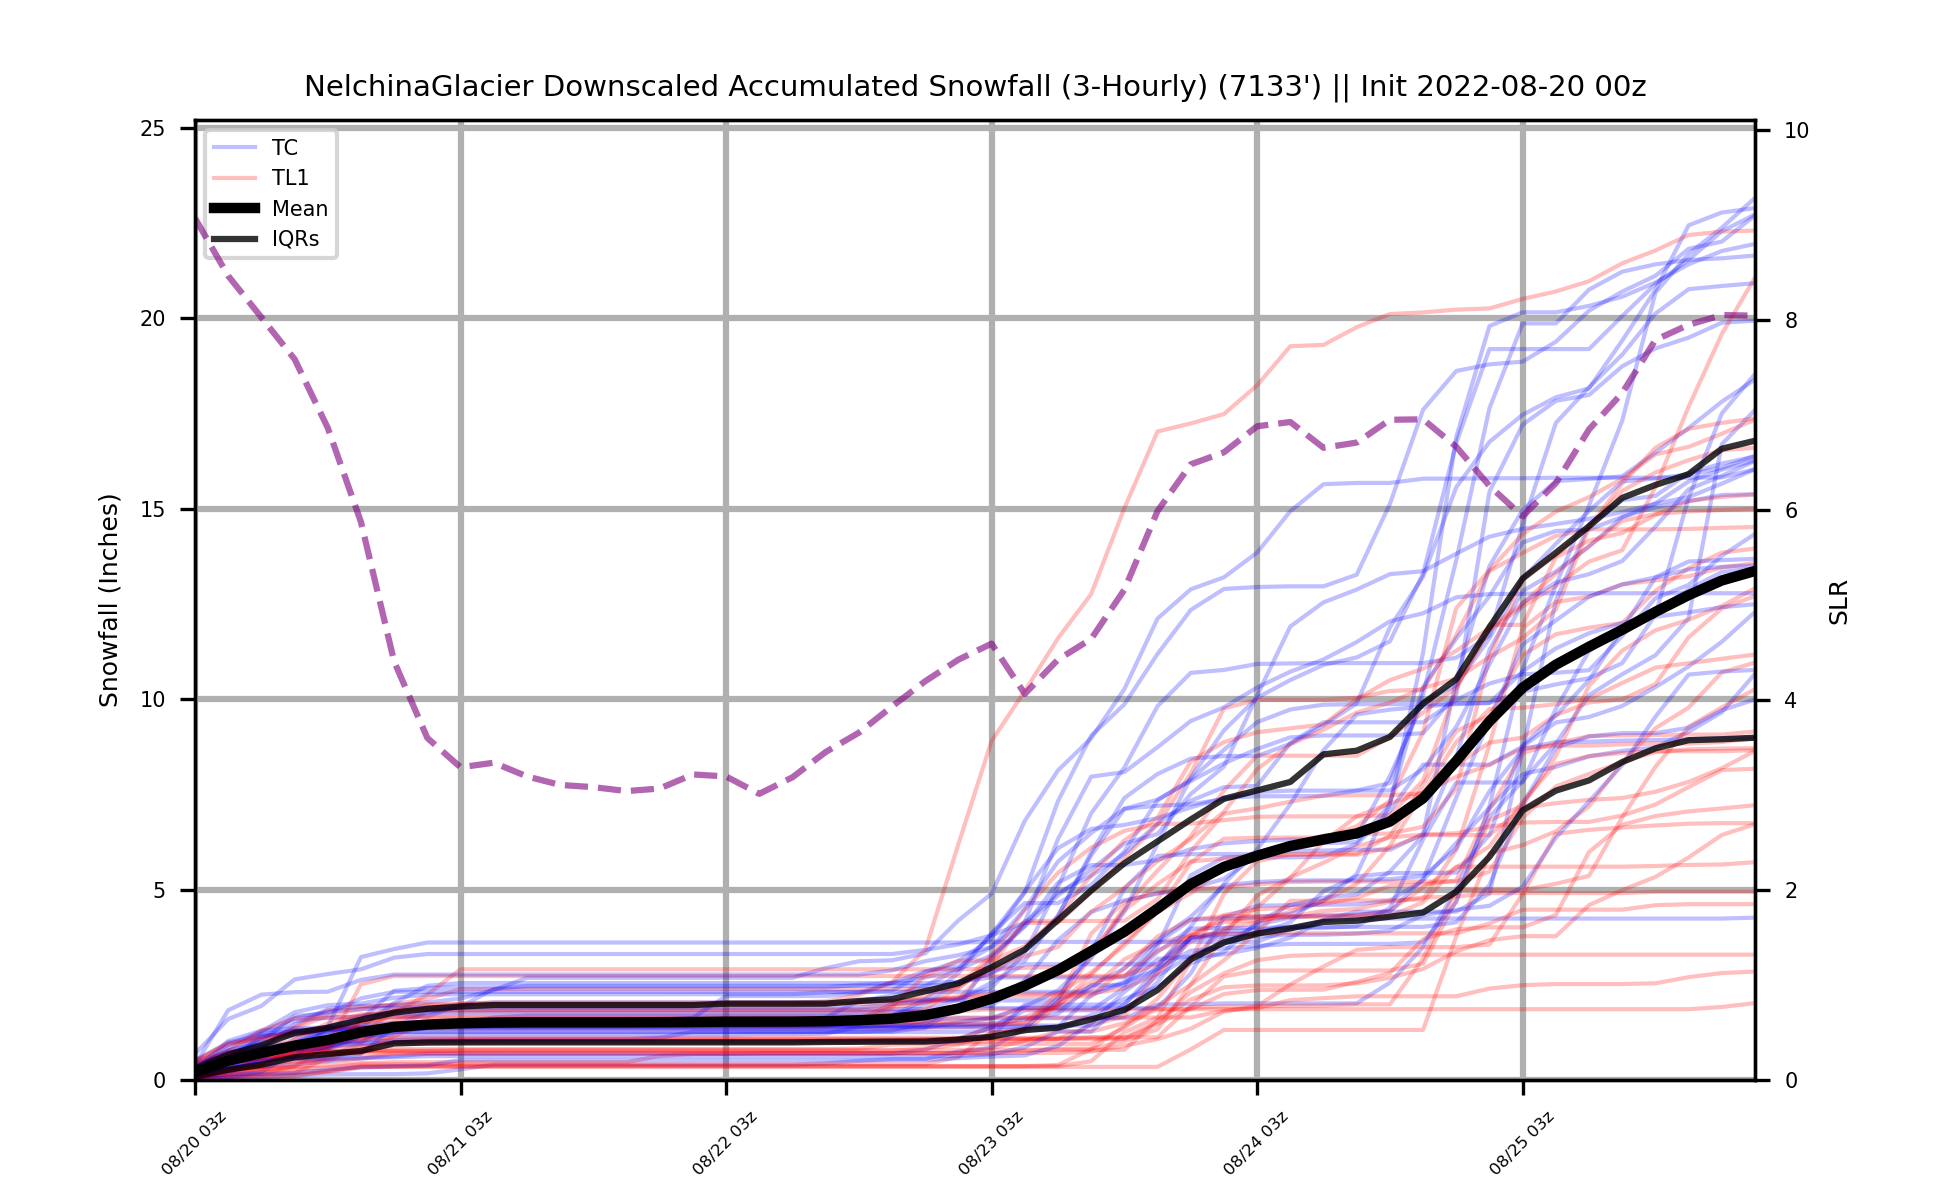 NelchinaGlacier Downscaled Accumulated Snowfall (3-Hourly) (7133') || Init 2022-08-20 00z
TC
TL1
Mean
IQRs
Snowfall (Inches)
25
20
15
10
5
0
10
8
6
4
2
0
SLR
08/20 03z
08/21 03z
08/22 03z
08/23 03z
08/24 03z
08/25 03z